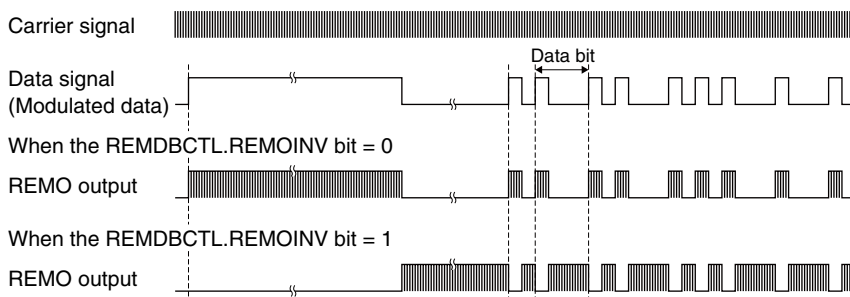 Carrier signal
Data bit
Data signal
(Modulated data)
When the REMDBCTL.REMOINV bit = 0
REMO output
When the REMDBCTL.REMOINV bit = 1
REMO output